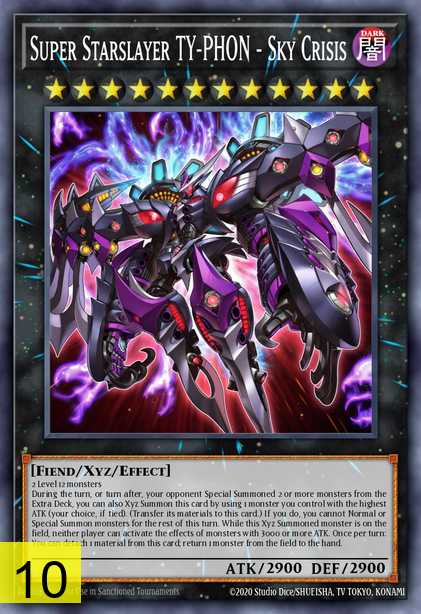 Super Starslayer TY-PHON - Sky Crisis
DARK
闇
[Fiend/Xyz/Effect]
2 Level 12 monsters
During the turn, or turn after, your opponent Special Summoned 2 or more monsters from the
Extra Deck, you can also Xyz Summon this card by using 1 monster you control with the highest
ATK (your choice, if tied). (Transfer its materials to this card.) If you do, you cannot Normal or
Special Summon monsters for the rest of this turn. While this Xyz Summoned monster is on the
field, neither player can activate the effects of monsters with 3000 or more ATK. Once per turn:
You can detach 1 material from this card; return 1 monster from the field to the hand.
ATK/2900 DEF/2900
10
Use in Sanctioned Tournaments
©2020 Studio Dice/SHUEISHA, TV TOKYO, KONAMI